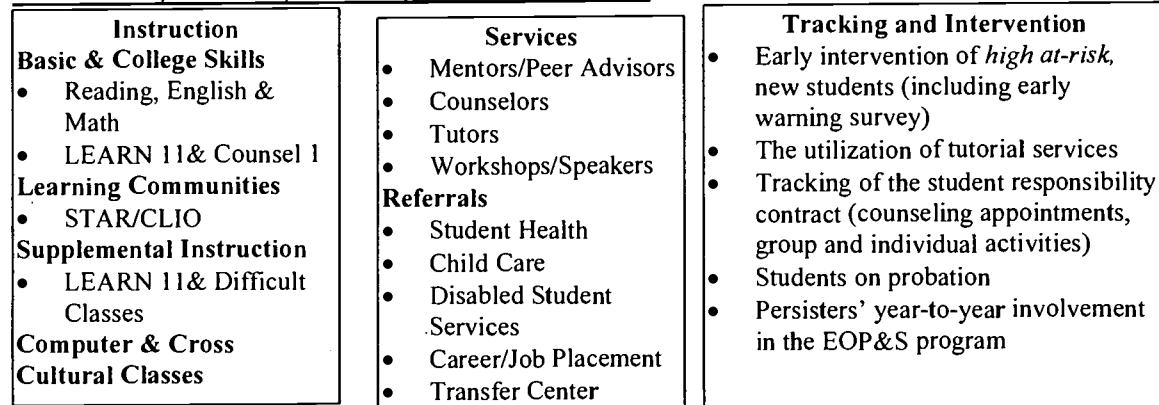 Instruction
Basic & College Skills
• Reading, English &
Math
• LEARN 11& Counsel 1
Learning Communities
• STAR/CLIO
Supplemental Instruction
• LEARN 11& Difficult
Classes
Computer & Cross
Cultural Classes
Services
• Mentors/Peer Advisors
• Counselors
• Tutors
• Workshops/Speakers
Referrals
• Student Health
• Child Care
• Disabled Student
Services
• Career/Job Placement
• Transfer Center
Tracking and Intervention
• Early intervention of high at-risk,
new students (including early
warning survey)
• The utilization of tutorial services
• Tracking of the student responsibility
contract (counseling appointments,
group and individual activities)
• Students on probation
• Persisters' year-to-year involvement
in the EOP&S program